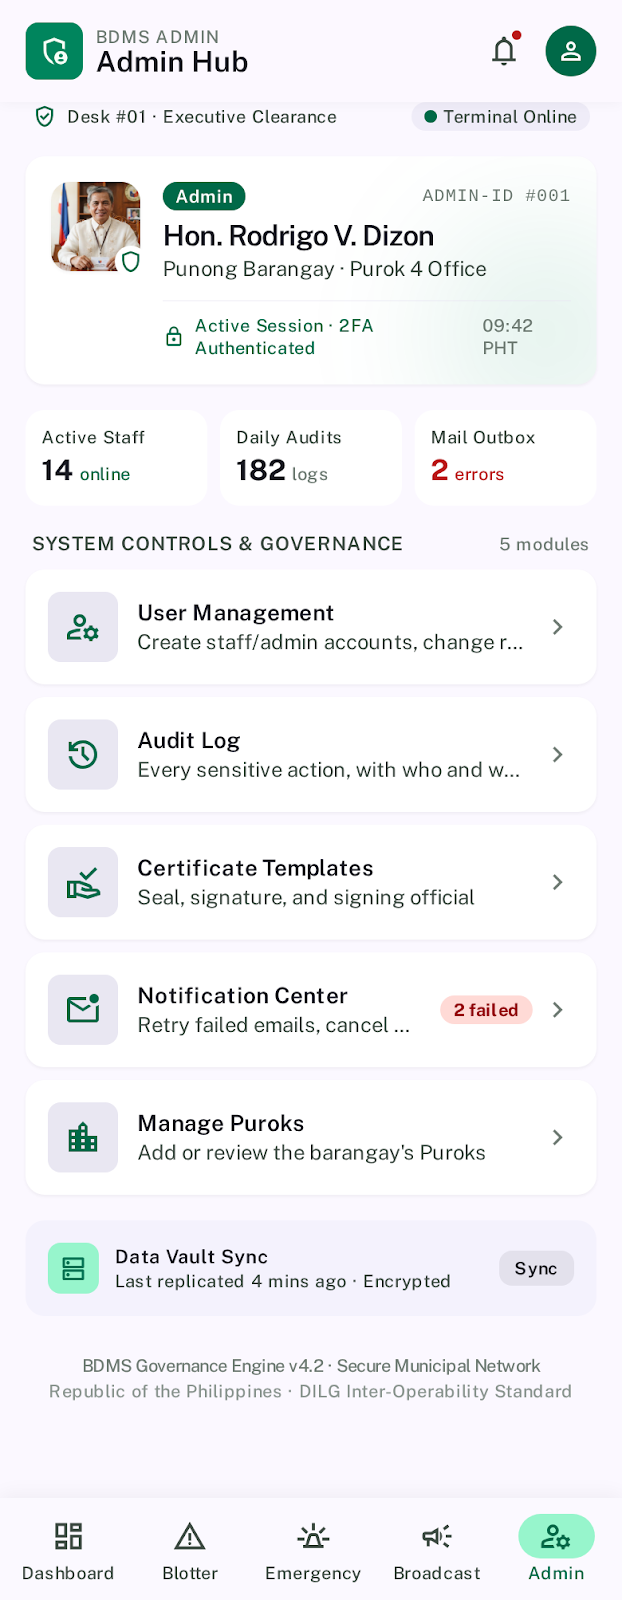 BDMS ADMIN
Admin Hub
Desk #01 · Executive Clearance
Terminal Online
Admin
ADMIN-ID #001
Hon. Rodrigo V. Dizon
Punong Barangay · Purok 4 Office
Active Session · 2FA
Authenticated
09:42
PHT
Active Staff
14 online
Daily Audits
182 logs
Mail Outbox
2 errors
SYSTEM CONTROLS & GOVERNANCE
5 modules
User Management
Create staff/admin accounts, change r...
Audit Log
Every sensitive action, with who and w...
Certificate Templates
Seal, signature, and signing official
Notification Center
Retry failed emails, cancel ...
2 failed
Manage Puroks
Add or review the barangay's Puroks
Data Vault Sync
Last replicated 4 mins ago · Encrypted
Sync
BDMS Governance Engine v4.2 · Secure Municipal Network
Republic of the Philippines · DILG Inter-Operability Standard
Dashboard
Blotter
Emergency
Broadcast
Admin